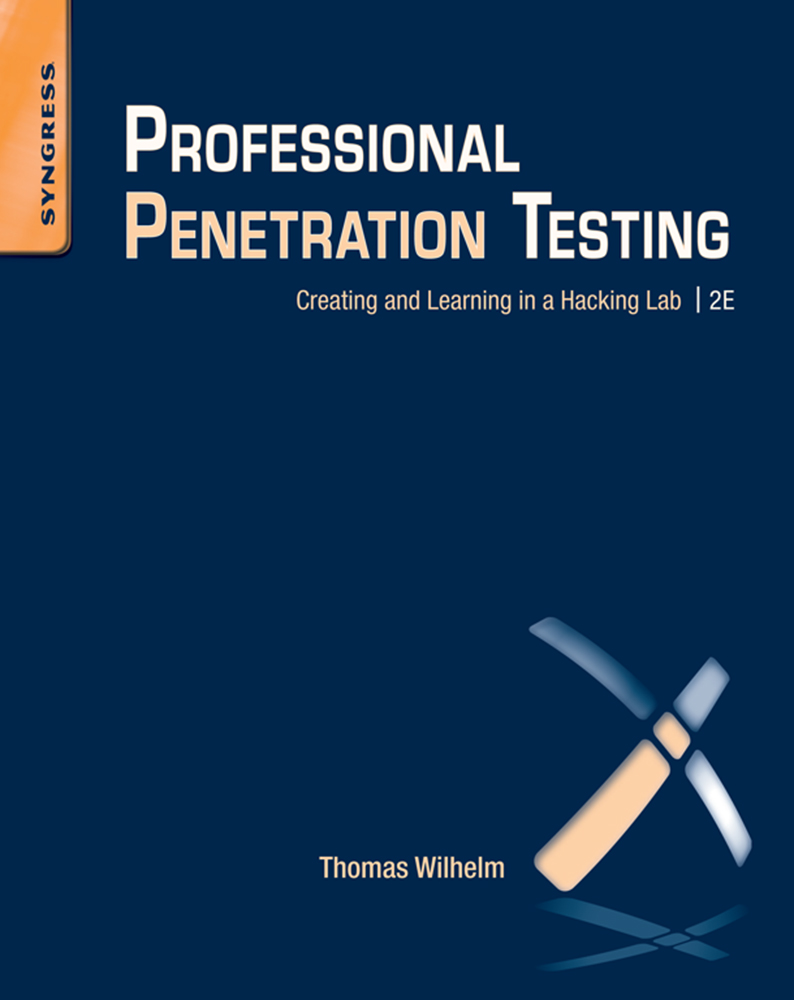 SYNGRESS
PROFESSIONAL
PENETRATION TESTING
Creating and Learning in a Hacking Lab | 2E
Thomas Wilhelm